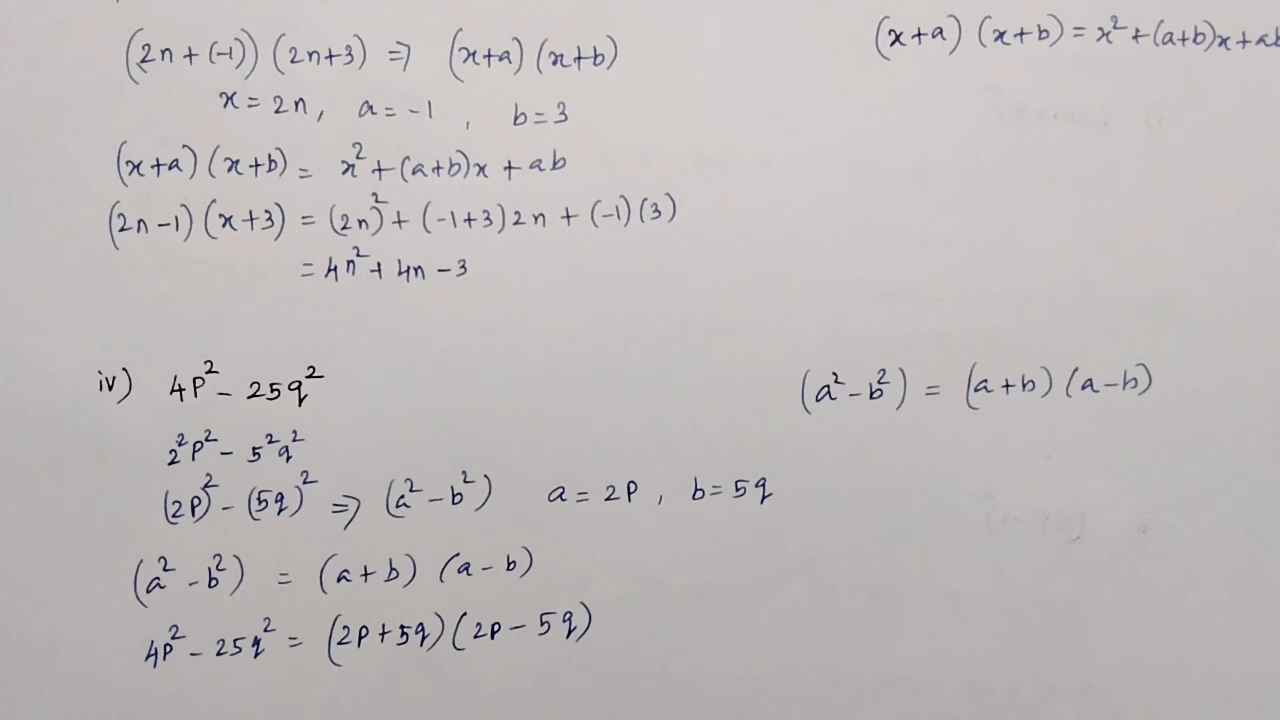 (2n + (-1)) (2n+3) ⇒ (x+a) (x+b)
(x+a) (x+b) = x² + (a+b)x + ab
x = 2n, a = -1, b = 3
(x+a) (x+b) = x² + (a+b)x + ab
(2n-1) (x+3) = (2n)² + (-1+3) 2n + (-1) (3)
= 4n² + 4n - 3
iv) 4p² - 25q²
(a² - b²) = (a+b) (a-b)
2²p² - 5²q²
(2p)² - (5q)² ⇒ (a² - b²) a = 2p, b = 5q
(a² - b²) = (a+b) (a-b)
4p² - 25q² = (2p+5q) (2p-5q)